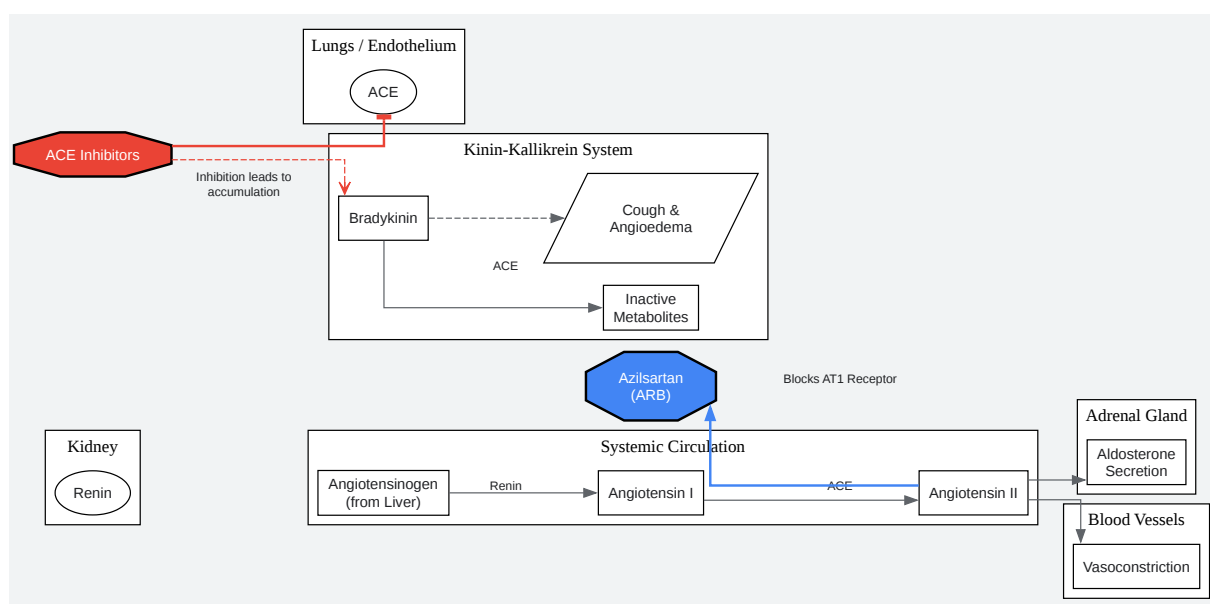 Lungs / Endothelium
ACE
ACE Inhibitors
Inhibition leads to
accumulation
Kinin-Kallikrein System
Bradykinin
Cough &
Angioedema
ACE
Inactive
Metabolites
Azilsartan
(ARB)
Blocks AT1 Receptor
Kidney
Renin
Systemic Circulation
Angiotensinogen
(from Liver)
Renin
Angiotensin I
ACE
Angiotensin II
Adrenal Gland
Aldosterone
Secretion
Blood Vessels
Vasoconstriction